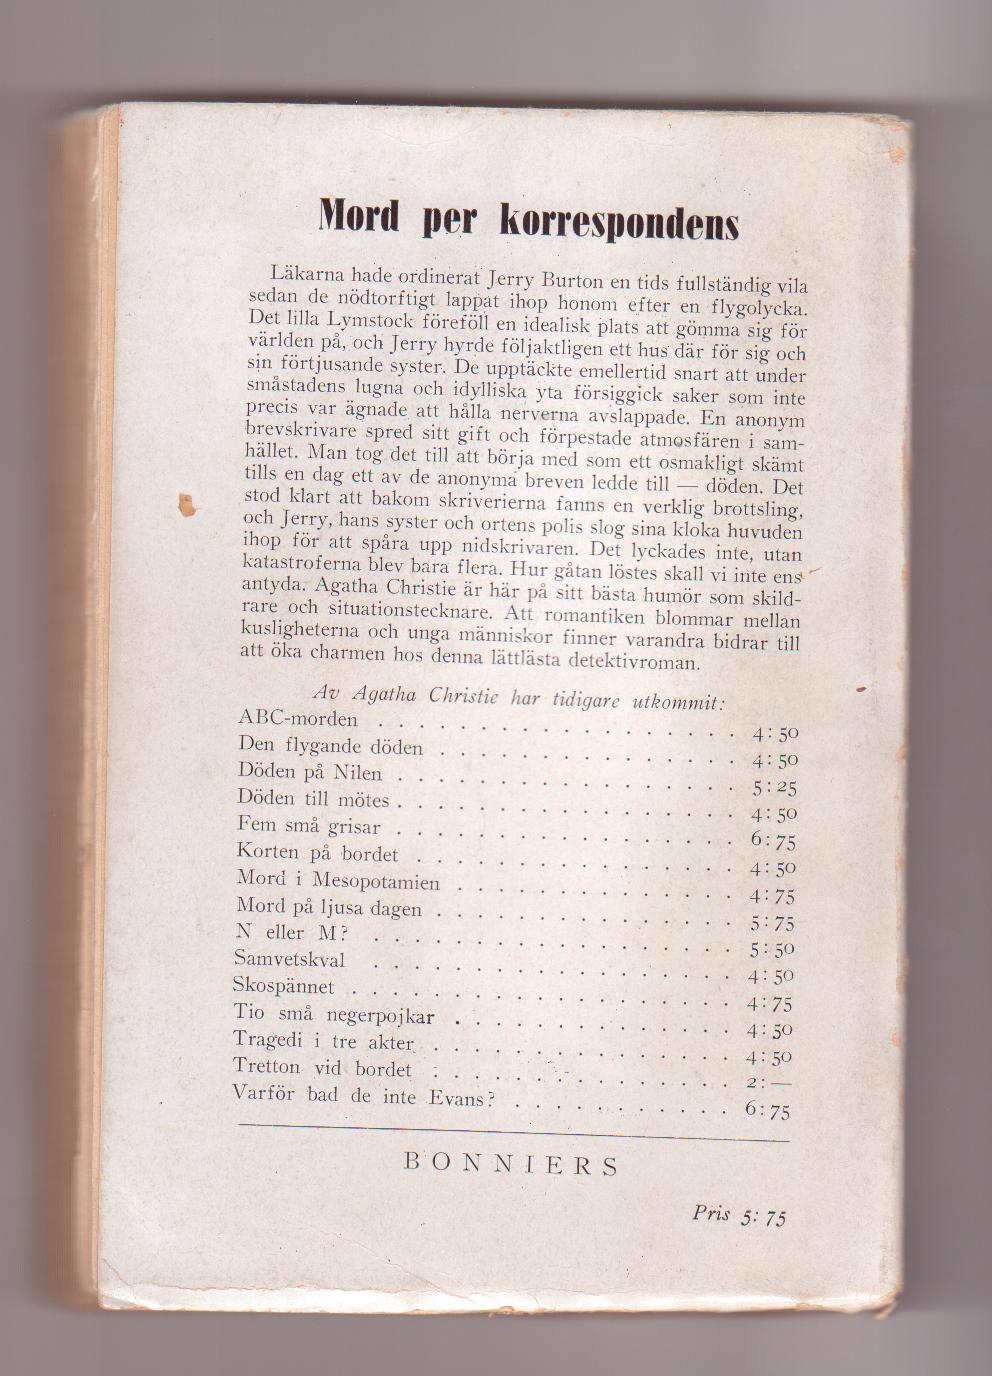 Mord per korrespondens
Läkarna hade ordinerat Jerry Burton en tids fullständig vila
sedan de nödtorftigt lappat ihop honom efter en flygolycka.
Det lilla Lymstock föreföll en idealisk plats att gömma sig för
världen på, och Jerry hyrde följaktligen ett hus där för sig och
sin förtjusande syster. De upptäckte emellertid snart att under
småstadens lugna och idylliska yta försiggick saker som inte
precis var ägnade att hålla nerverna avslappade. En anonym
brevskrivare spred sitt gift och förpestade atmosfären i sam-
hället. Man tog det till att börja med som ett osmakligt skämt
tills en dag ett av de anonyma breven ledde till — döden. Det
stod klart att bakom skriverierna fanns en verklig brottsling,
och Jerry, hans syster och ortens polis slog sina kloka huvuden
ihop för att spåra upp nidskrivaren. Det lyckades inte, utan
katastroferna blev bara flera. Hur gåtan löstes skall vi inte ens
antyda. Agatha Christie är här på sitt bästa humör som skild-
rare och situationstecknare. Att romantiken blommar mellan
kusligheterna och unga människor finner varandra bidrar till
att öka charmen hos denna lättlästa detektivroman.
Av Agatha Christie har tidigare utkommit:
ABC-morden . . . . . . . . . . . . . . . . . . 4: 50
Den flygande döden . . . . . . . . . . . . . . . 4: 50
Döden på Nilen . . . . . . . . . . . . . . . . . 5: 25
Döden till mötes . . . . . . . . . . . . . . . . . 4: 50
Fem små grisar . . . . . . . . . . . . . . . . . 6: 75
Korten på bordet . . . . . . . . . . . . . . . . 4: 50
Mord i Mesopotamien . . . . . . . . . . . . . . 4: 75
Mord på ljusa dagen . . . . . . . . . . . . . . . 5: 75
N eller M? . . . . . . . . . . . . . . . . . . 5: 50
Samvetskval . . . . . . . . . . . . . . . . . . 4: 50
Skospännet . . . . . . . . . . . . . . . . . . . 4: 75
Tio små negerpojkar . . . . . . . . . . . . . . 4: 50
Tragedi i tre akter . . . . . . . . . . . . . . . 4: 50
Tretton vid bordet . . . . . . . . . . . . . . . 2: —
Varför bad de inte Evans? . . . . . . . . . . . 6: 75
BONNIERS
Pris 5: 75